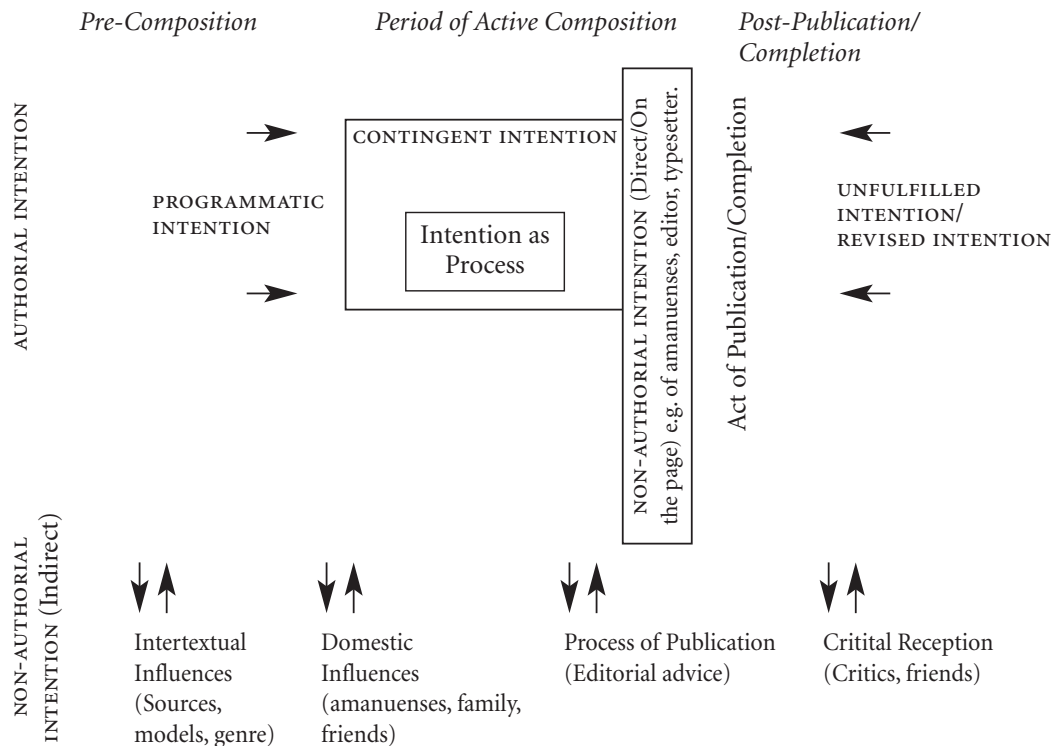 Pre-Composition
Period of Active Composition
Post-Publication/
Completion
AUTHORIAL INTENTION
PROGRAMMATIC
INTENTION
CONTINGENT INTENTION
Intention as
Process
NON-AUTHORIAL INTENTION (Direct/On
the page) e.g. of amanuenses, editor, typesetter.
Act of Publication/Completion
UNFULFILLED
INTENTION/
REVISED INTENTION
NON-AUTHORIAL
INTENTION (Indirect)
Intertextual
Influences
(Sources,
models, genre)
Domestic
Influences
(amanuenses, family,
friends)
Process of Publication
(Editorial advice)
Critital Reception
(Critics, friends)